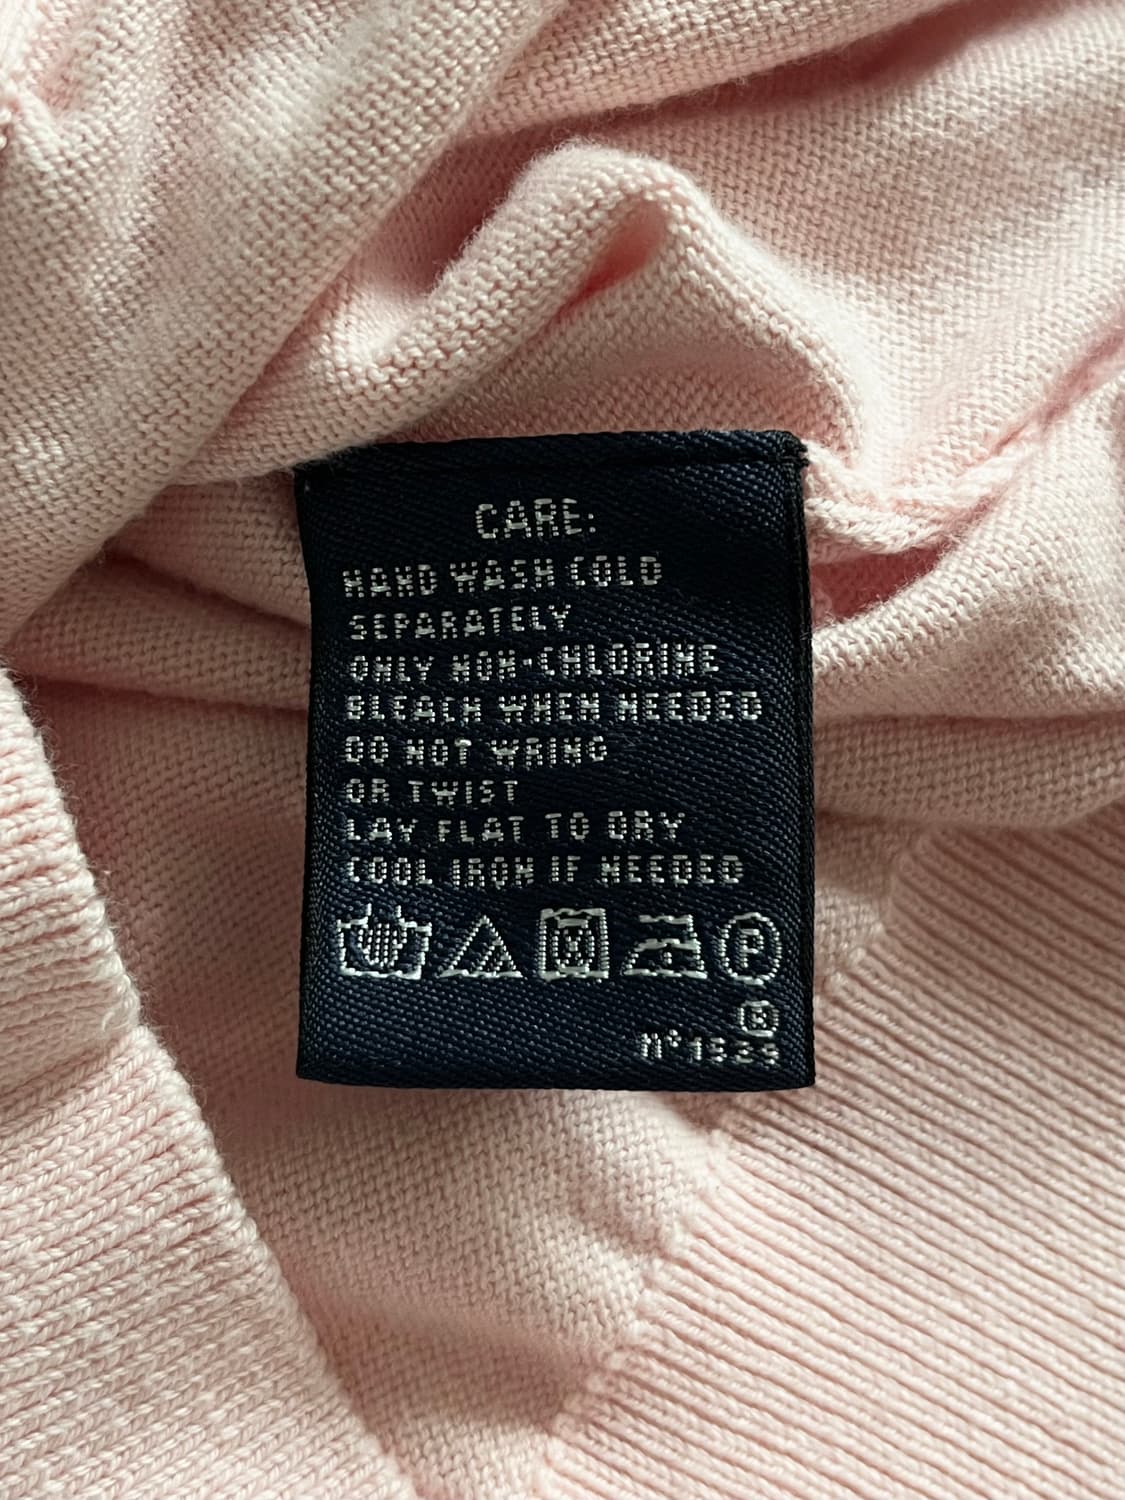 CARE:
HAND WASH COLD
SEPARATELY
ONLY NON-CHLORINE
BLEACH WHEN NEEDED
DO NOT WRING
OR TWIST
LAY FLAT TO DRY
COOL IRON IF NEEDED
P